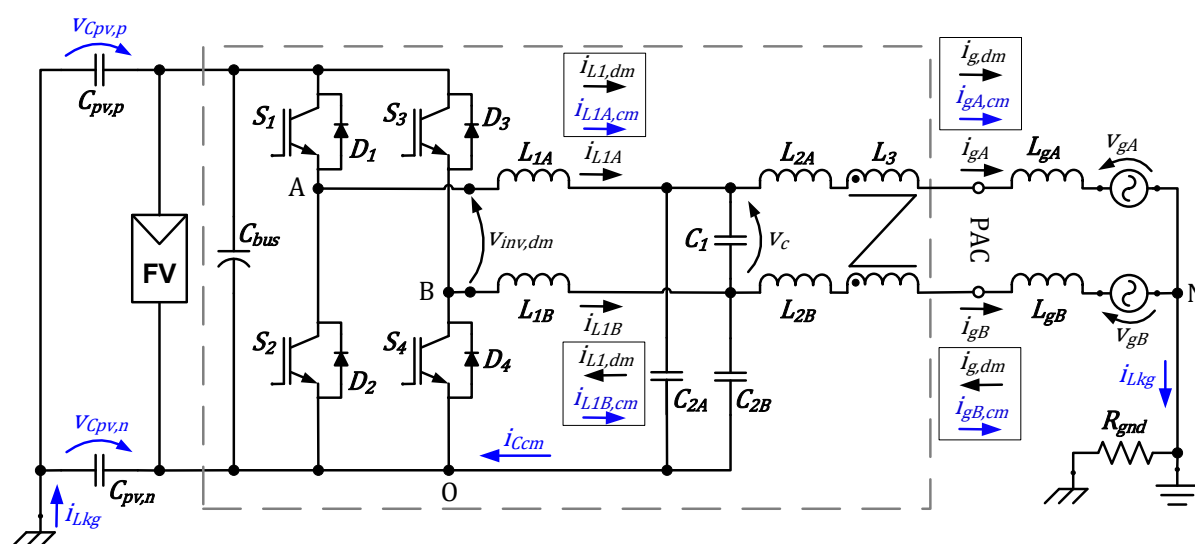 v_Cpv,p
C_pv,p
FV
C_bus
S_1
D_1
S_3
D_3
A
B
S_2
D_2
S_4
D_4
v_Cpv,n
C_pv,n
i_Lkg
O
i_L1,dm
i_L1A,cm
L_1A
i_L1A
v_inv,dm
L_1B
i_L1B
i_L1,dm
i_L1B,cm
i_Ccm
C_1
v_c
C_2A
C_2B
L_2A
L_3
L_2B
i_g,dm
i_gA,cm
i_gA
L_gA
v_gA
PAC
L_gB
v_gB
i_gB
i_g,dm
i_gB,cm
N
i_Lkg
R_gnd